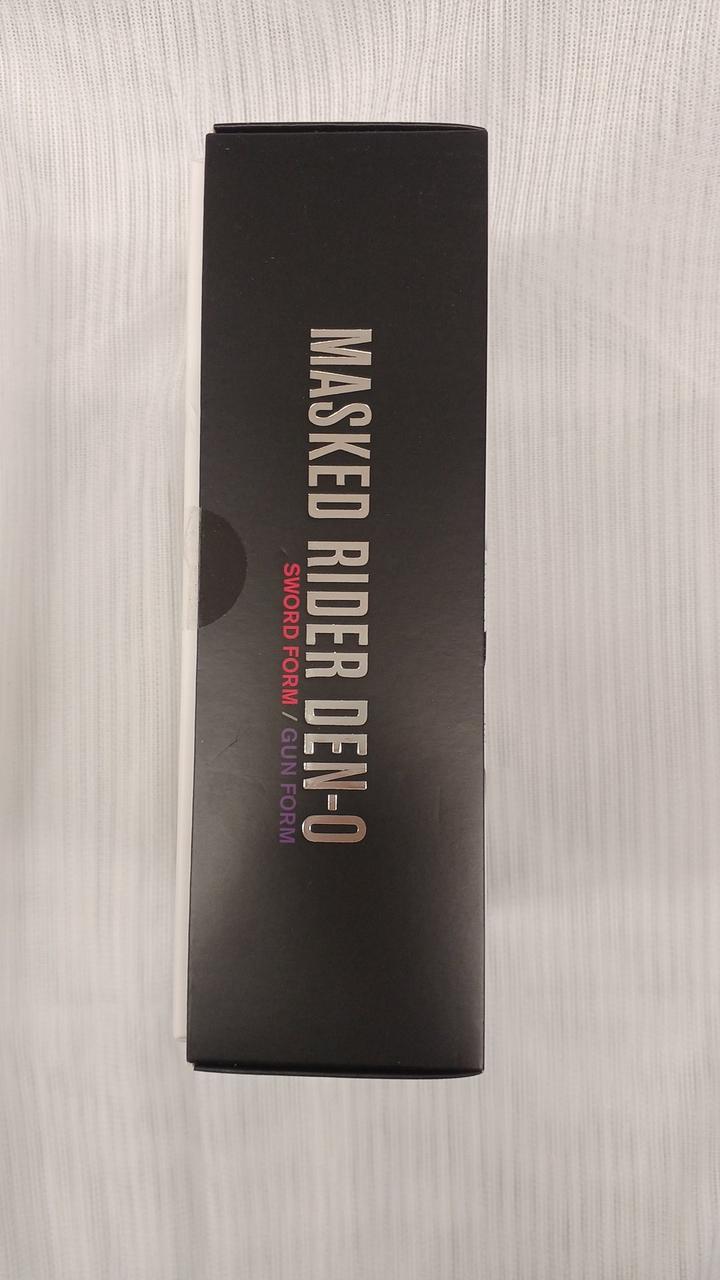 MASKED RIDER DEN-O
SWORD FORM / GUN FORM